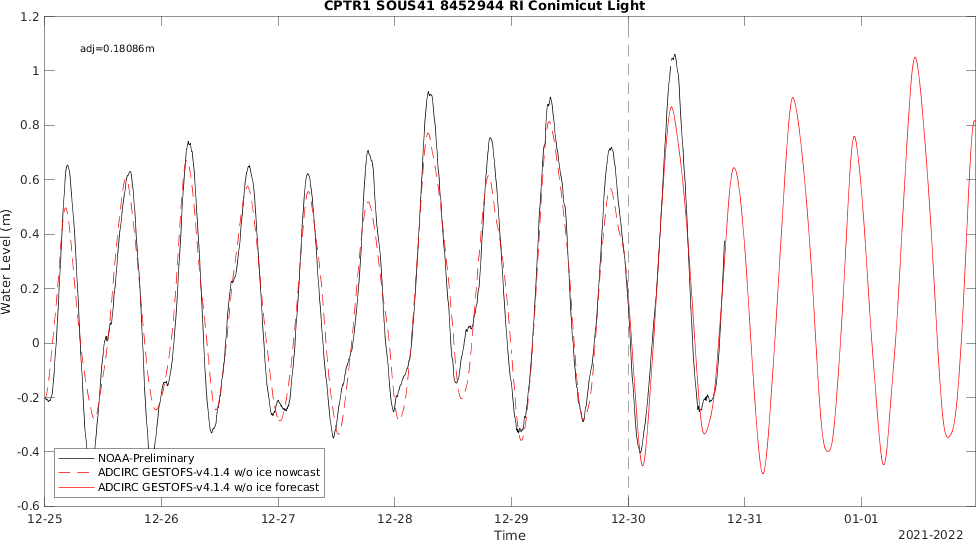 CPTR1 SOUS41 8452944 RI Conimicut Light
adj=0.18086m
1.2
1
0.8
0.6
0.4
0.2
0
-0.2
-0.4
-0.6
Water Level (m)
NOAA-Preliminary
ADCIRC GESTOFS-v4.1.4 w/o ice nowcast
ADCIRC GESTOFS-v4.1.4 w/o ice forecast
12-25 12-26 12-27 12-28 12-29 12-30 12-31 01-01
Time
2021-2022